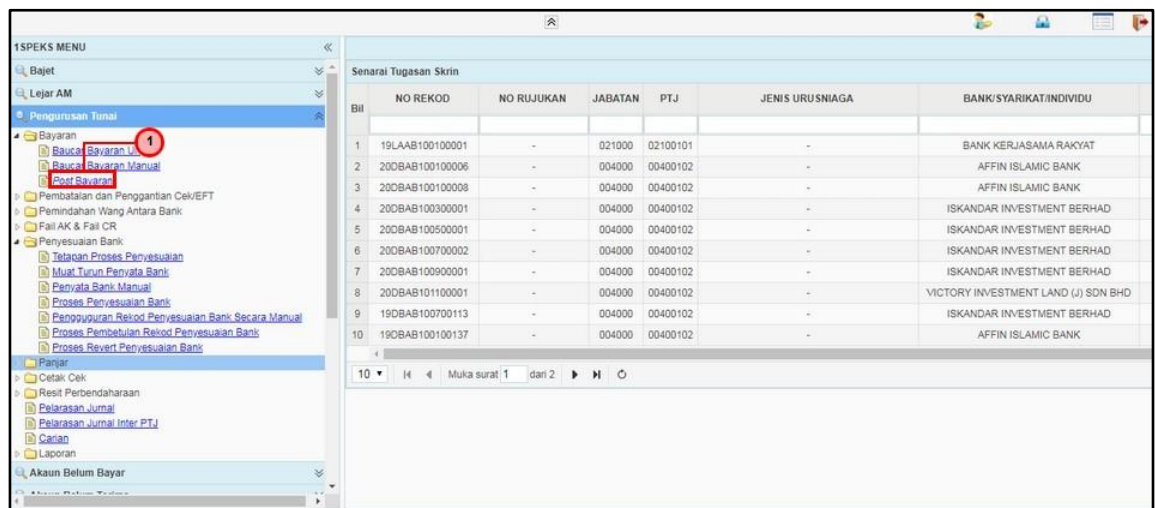 1SPEKS MENU
Bajet
Lejar AM
Pengurusan Tunai
Bayaran
Baucar Bayaran
Baucar Bayaran Manual
Post Bayaran
1
Pembatalan dan Penggantian Cek/EFT
Pemindahan Wang Antara Bank
Fail AK & Fail CR
Penyesuaian Bank
Tetapan Proses Penyesuaian
Muat Turun Penyata Bank
Penyata Bank Manual
Proses Penyesuaian Bank
Pengguguran Rekod Penyesuaian Bank Secara Manual
Proses Pembetulan Rekod Penyesuaian Bank
Proses Revert Penyesuaian Bank
Panjar
Cetak Cek
Resit Perbendaharaan
Pelarasan Jurnal
Pelarasan Jurnal Inter PTJ
Carian
Laporan
Akaun Belum Bayar
Senarai Tugasan Skrin
Bil NO REKOD NO RUJUKAN JABATAN PTJ JENIS URUSNIAGA BANK/SYARIKAT/INDIVIDU
1 19LAAB100100001 - 021000 02100101 - BANK KERJASAMA RAKYAT
2 20DBAB100100006 - 004000 00400102 - AFFIN ISLAMIC BANK
3 20DBAB100100008 - 004000 00400102 - AFFIN ISLAMIC BANK
4 20DBAB100300001 - 004000 00400102 - ISKANDAR INVESTMENT BERHAD
5 20DBAB100500001 - 004000 00400102 - ISKANDAR INVESTMENT BERHAD
6 20DBAB100700002 - 004000 00400102 - ISKANDAR INVESTMENT BERHAD
7 20DBAB100900001 - 004000 00400102 - ISKANDAR INVESTMENT BERHAD
8 20DBAB101100001 - 004000 00400102 - VICTORY INVESTMENT LAND (J) SDN BHD
9 19DBAB100700113 - 004000 00400102 - ISKANDAR INVESTMENT BERHAD
10 19DBAB100100137 - 004000 00400102 - AFFIN ISLAMIC BANK
10 Muka surat 1 dari 2